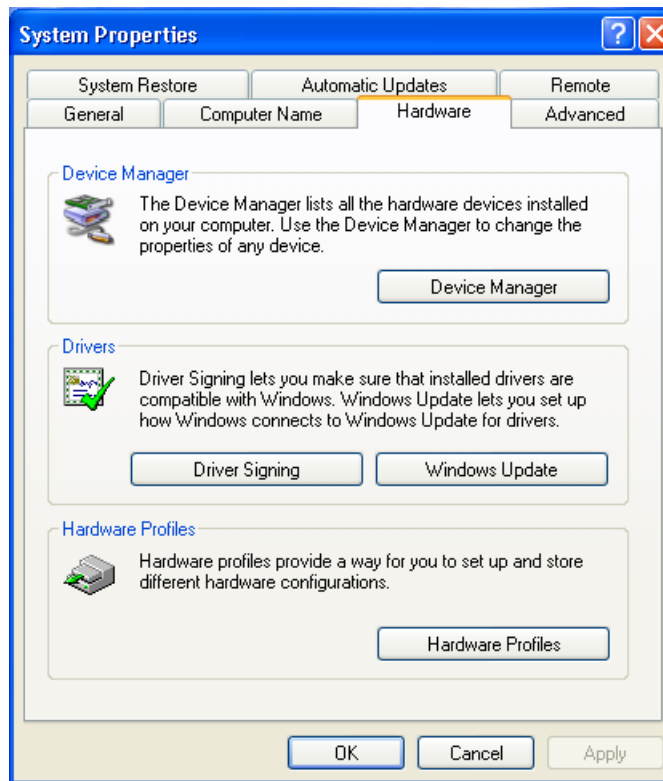 System Properties
System Restore
Automatic Updates
Remote
General
Computer Name
Hardware
Advanced
Device Manager
The Device Manager lists all the hardware devices installed
on your computer. Use the Device Manager to change the
properties of any device.
Device Manager
Drivers
Driver Signing lets you make sure that installed drivers are
compatible with Windows. Windows Update lets you set up
how Windows connects to Windows Update for drivers.
Driver Signing
Windows Update
Hardware Profiles
Hardware profiles provide a way for you to set up and store
different hardware configurations.
Hardware Profiles
OK
Cancel
Apply